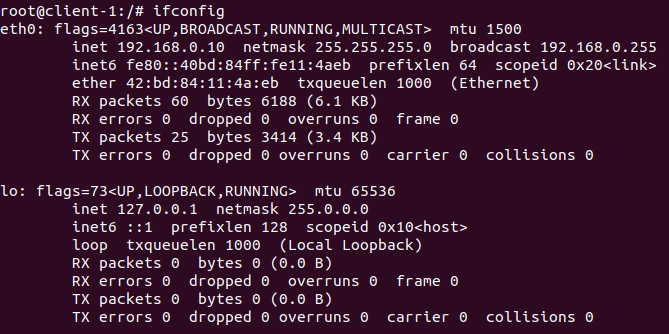 root@client-1:/# ifconfig
eth0: flags=4163<UP,BROADCAST,RUNNING,MULTICAST>  mtu 1500
        inet 192.168.0.10  netmask 255.255.255.0  broadcast 192.168.0.255
        inet6 fe80::40bd:84ff:fe11:4aeb  prefixlen 64  scopeid 0x20<link>
        ether 42:bd:84:11:4a:eb  txqueuelen 1000  (Ethernet)
        RX packets 60  bytes 6188 (6.1 KB)
        RX errors 0  dropped 0  overruns 0  frame 0
        TX packets 25  bytes 3414 (3.4 KB)
        TX errors 0  dropped 0 overruns 0  carrier 0  collisions 0

lo: flags=73<UP,LOOPBACK,RUNNING>  mtu 65536
        inet 127.0.0.1  netmask 255.0.0.0
        inet6 ::1  prefixlen 128  scopeid 0x10<host>
        loop  txqueuelen 1000  (Local Loopback)
        RX packets 0  bytes 0 (0.0 B)
        RX errors 0  dropped 0  overruns 0  frame 0
        TX packets 0  bytes 0 (0.0 B)
        TX errors 0  dropped 0 overruns 0  carrier 0  collisions 0